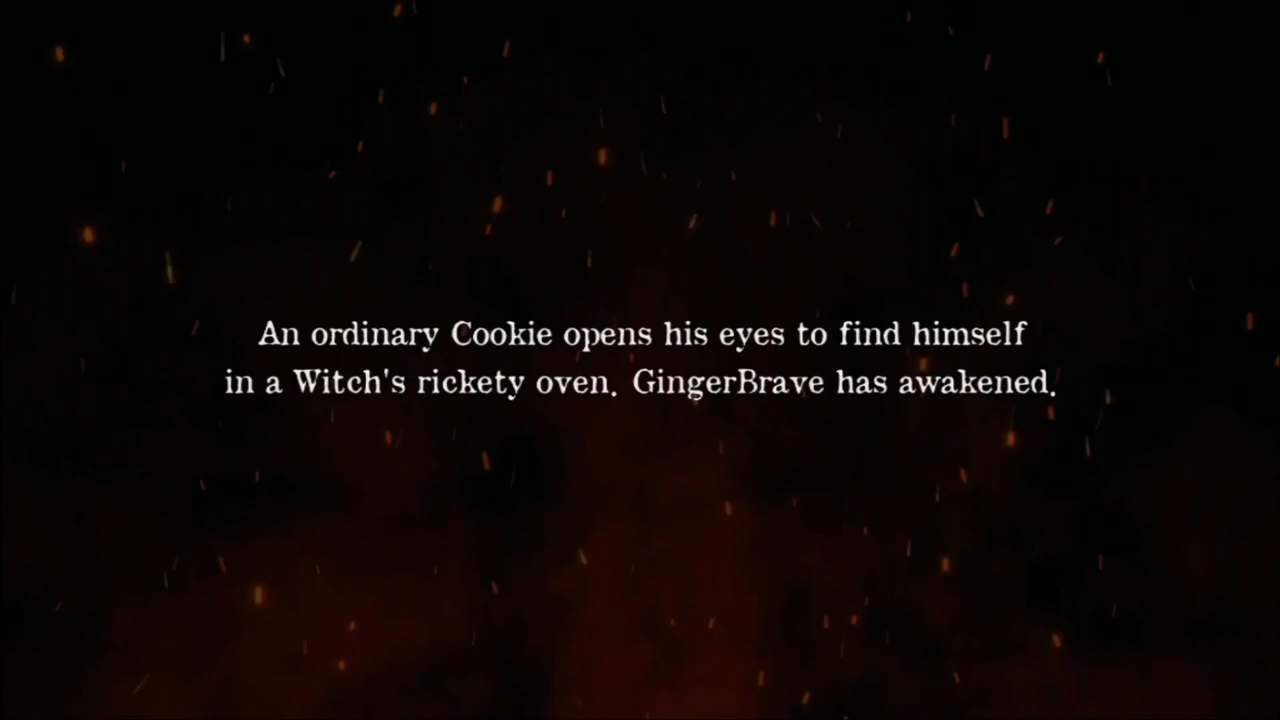 An ordinary Cookie opens his eyes to find himself
in a Witch's rickety oven. GingerBrave has awakened.